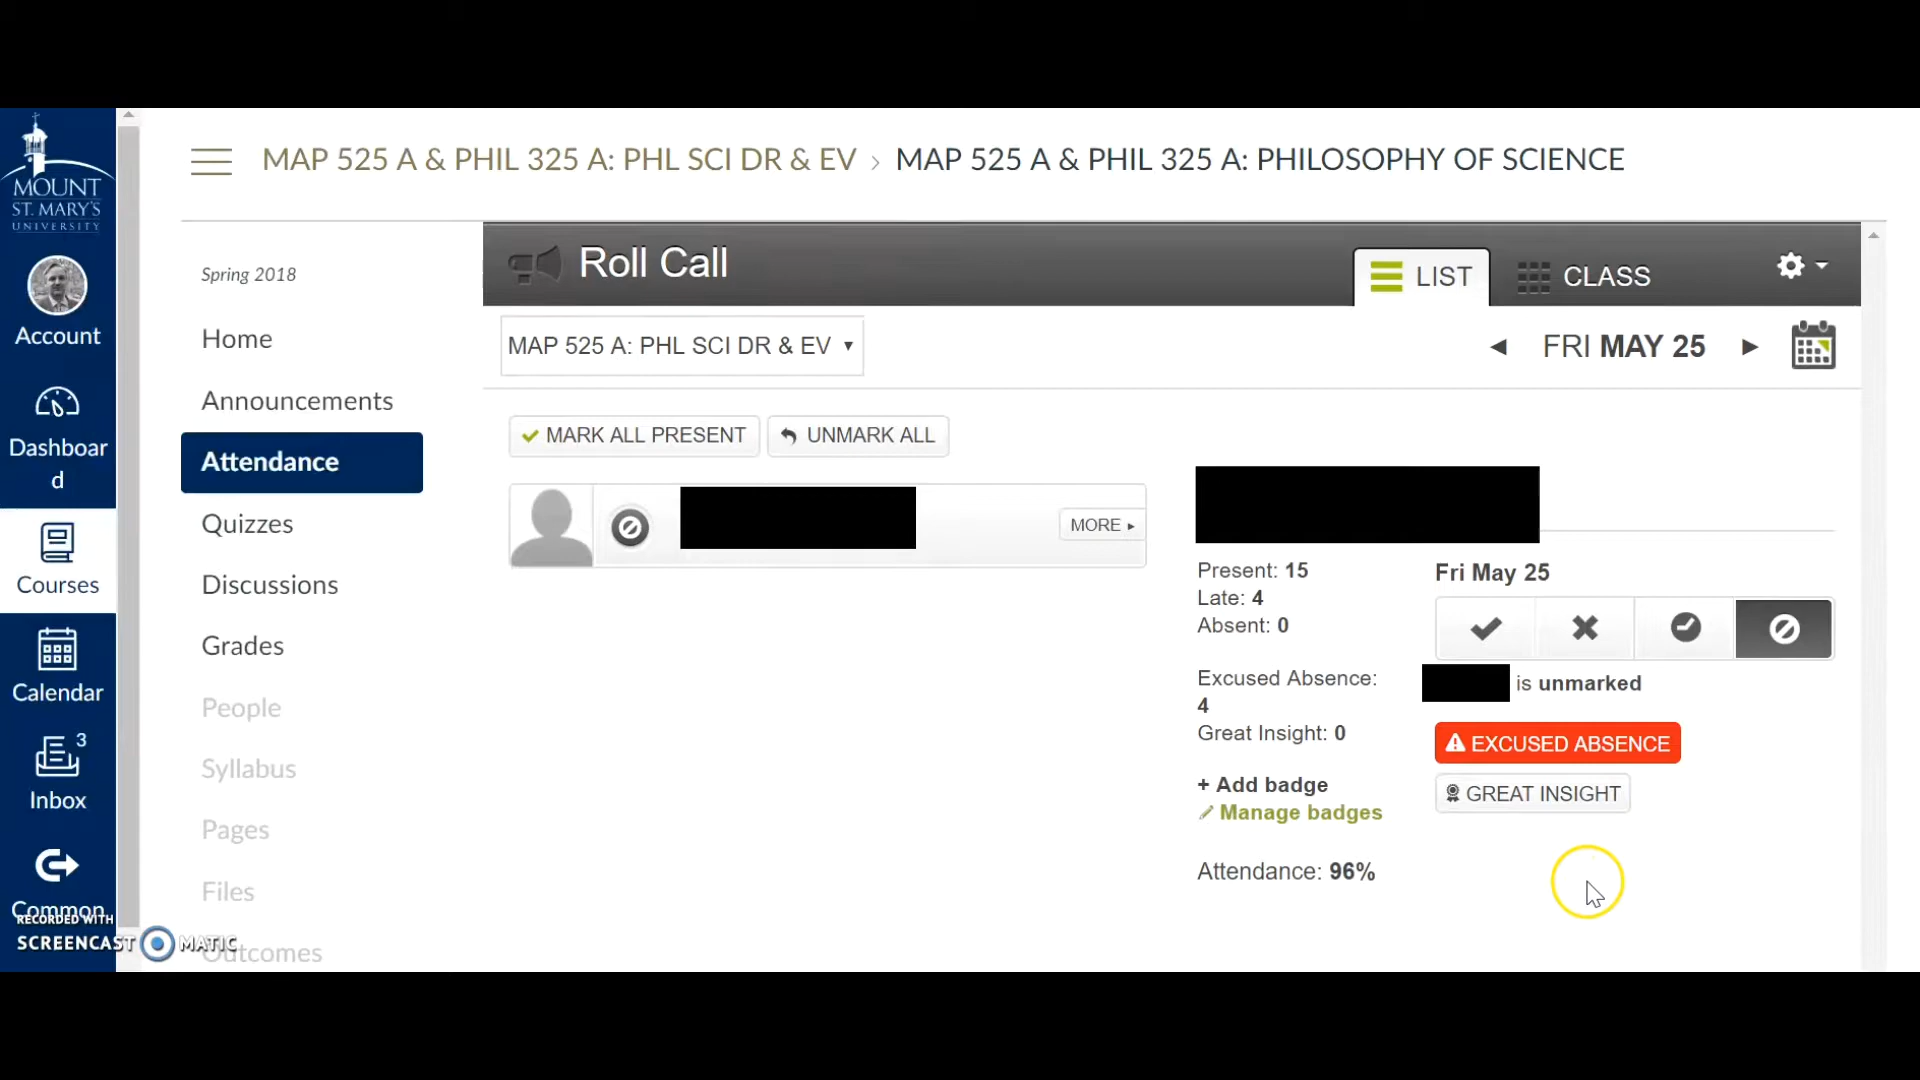 MOUNT
ST. MARY'S
UNIVERSITY
Account
Dashboar
d
Courses
Calendar
3
Inbox
Common
RECORDED WITH
SCREENCAST MATIC
MAP 525 A & PHIL 325 A: PHL SCI DR & EV › MAP 525 A & PHIL 325 A: PHILOSOPHY OF SCIENCE
Spring 2018
Home
Announcements
Attendance
Quizzes
Discussions
Grades
People
Syllabus
Pages
Files
Outcomes
Roll Call
LIST
CLASS
MAP 525 A: PHL SCI DR & EV
FRI MAY 25
MARK ALL PRESENT
UNMARK ALL
MORE
Present: 15
Late: 4
Absent: 0
Excused Absence:
4
Great Insight: 0
+ Add badge
Manage badges
Attendance: 96%
Fri May 25
is unmarked
EXCUSED ABSENCE
GREAT INSIGHT